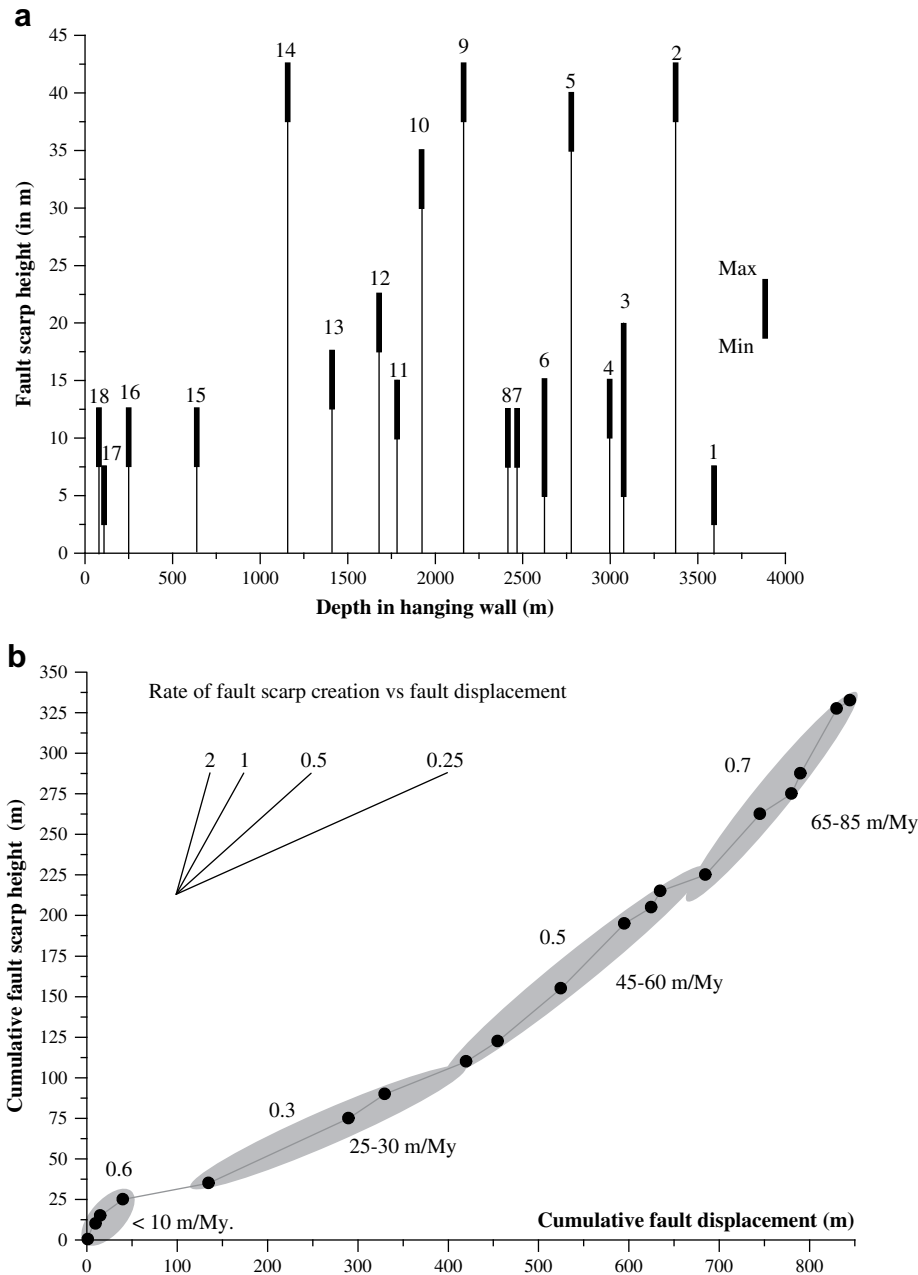 a
45
40
35
30
25
20
15
10
5
0
Fault scarp height (in m)
18
17
16
15
14
13
12
11
10
9
87
6
5
4
3
2
1
Max
Min
0 500 1000 1500 2000 2500 3000 3500 4000
Depth in hanging wall (m)
b
350
325
300
275
250
225
200
175
150
125
100
75
50
25
0
Cumulative fault scarp height (m)
Rate of fault scarp creation vs fault displacement
2 1 0.5 0.25
0.7
65-85 m/My
0.5
45-60 m/My
0.3
25-30 m/My
0.6
< 10 m/My.
Cumulative fault displacement (m)
0 100 200 300 400 500 600 700 800